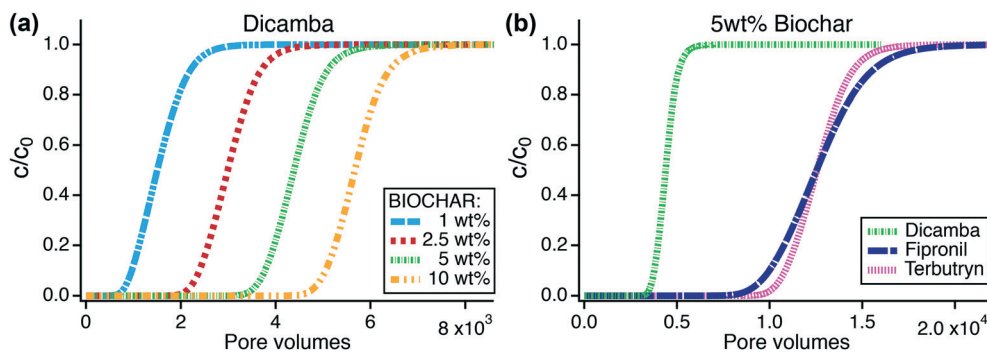 (a)
Dicamba
c/c0
1.0
0.8
0.6
0.4
0.2
0.0
0
2
4
6
8 x10³
Pore volumes
BIOCHAR:
1 wt%
2.5 wt%
5 wt%
10 wt%
(b)
5wt% Biochar
c/c0
1.0
0.8
0.6
0.4
0.2
0.0
0.0
0.5
1.0
1.5
2.0 x10⁴
Pore volumes
Dicamba
Fipronil
Terbutryn